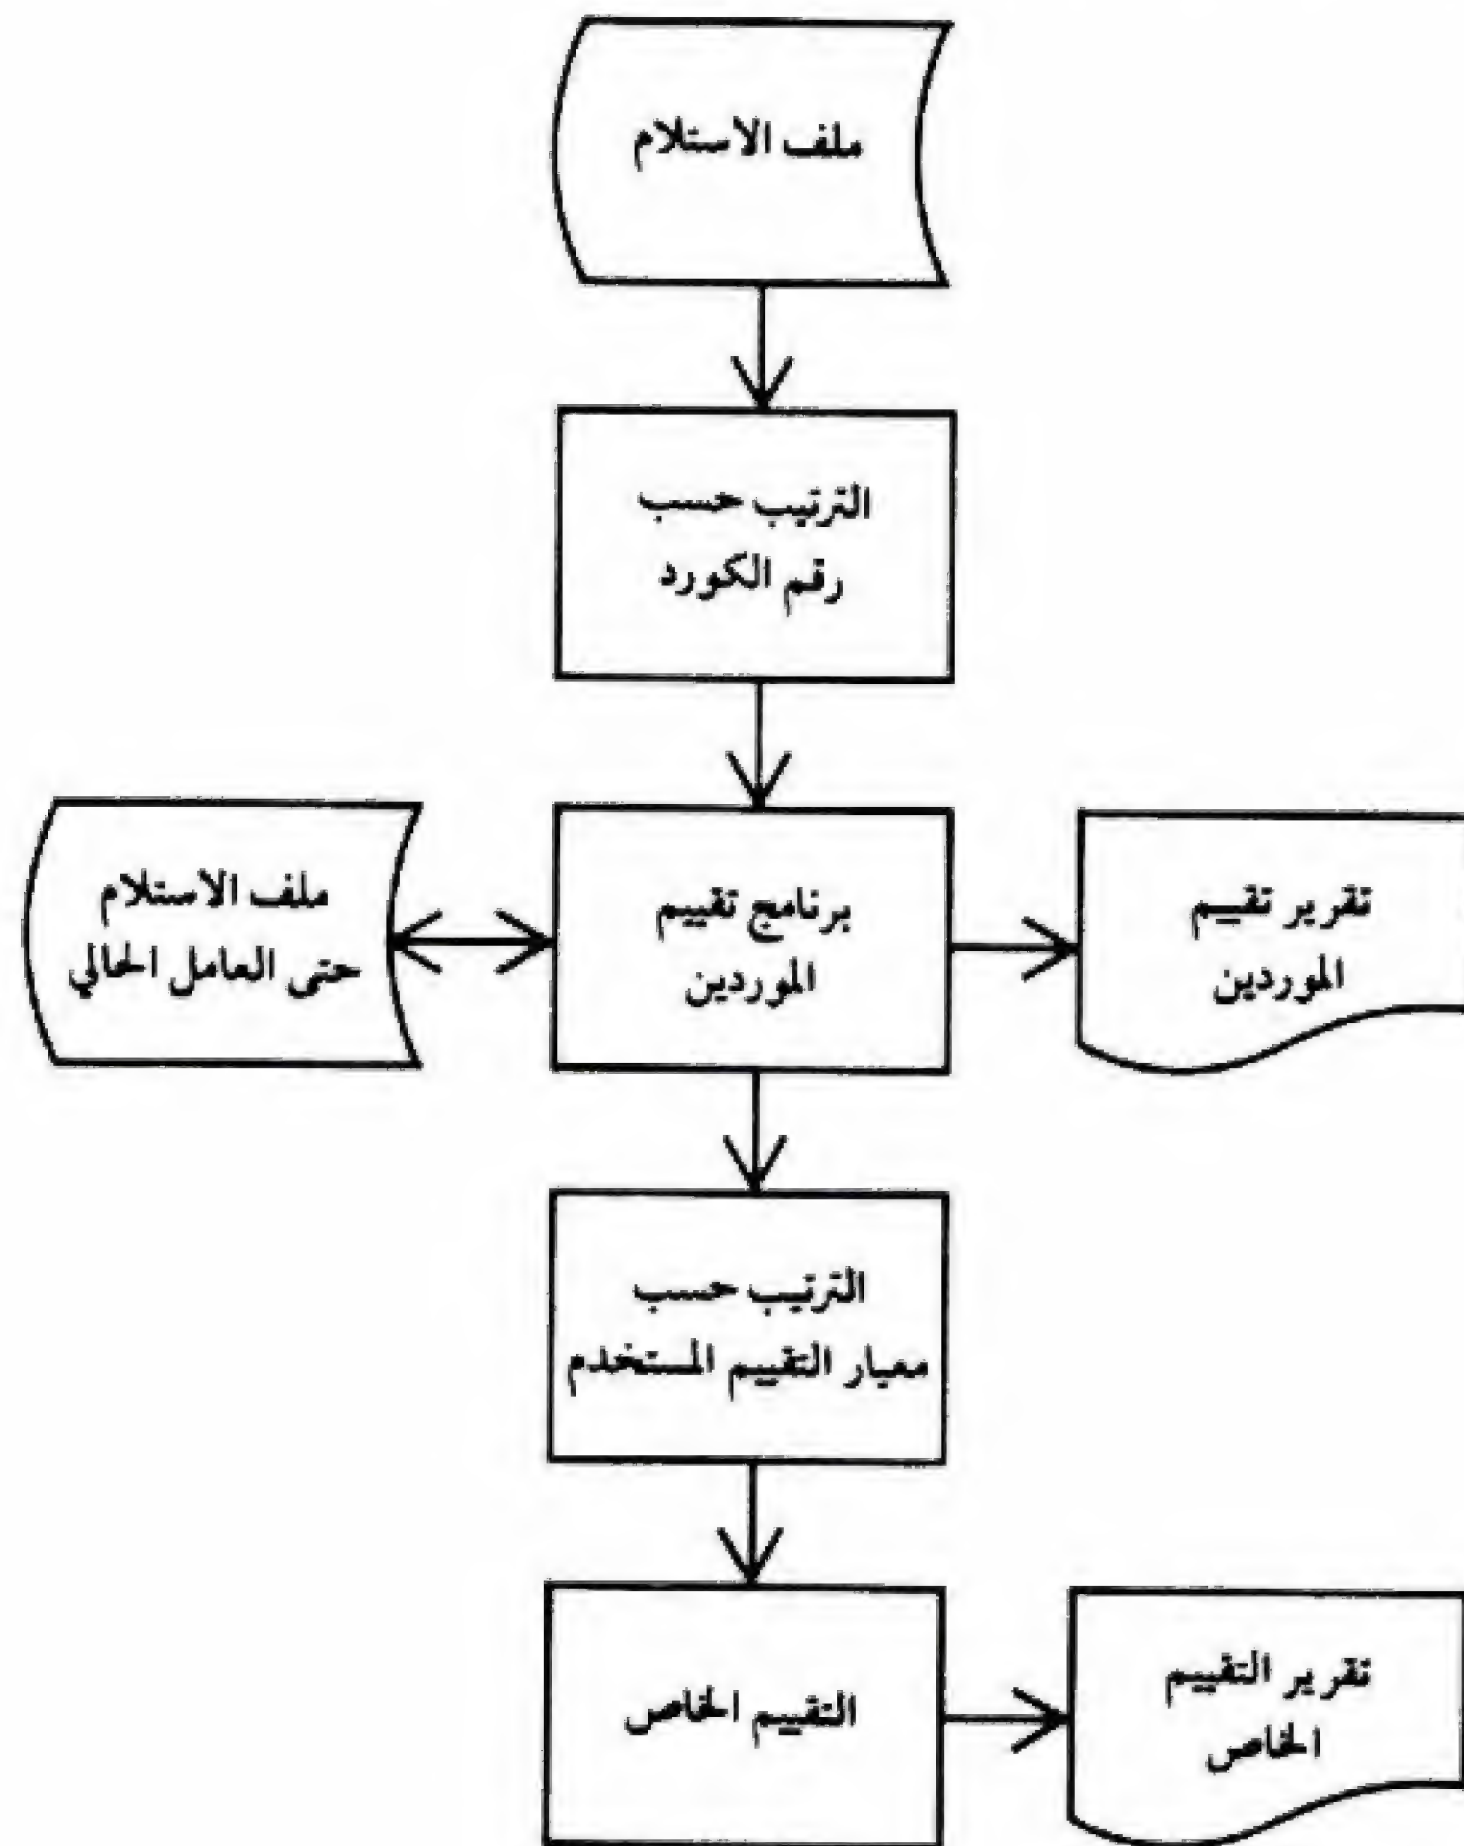 ملف الاستلام
الترتيب حسب
رقم الكورد
برنامج تقييم
الموردين
تقرير تقيم
الموردين
ملف الاستلام
حتى العامل الحالي
الترتيب حسب
معيار التقييم المستخدم
التقييم الخاص
تقرير التقييم
الخاص